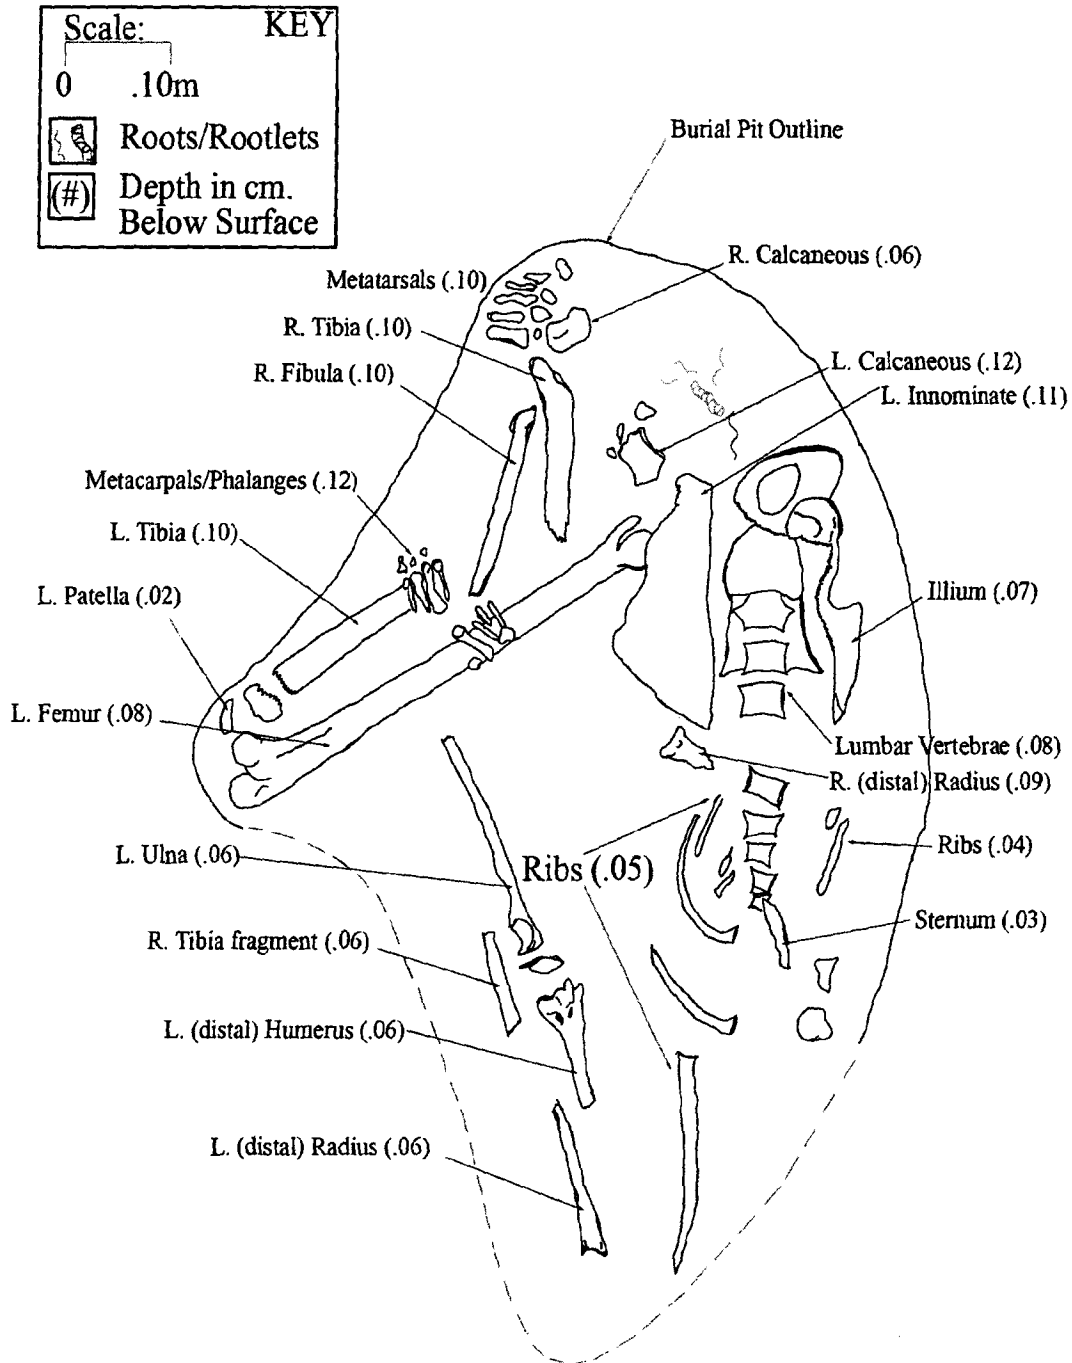 Scale: KEY
0 .10m
Roots/Rootlets
(#) Depth in cm.
Below Surface
Burial Pit Outline
R. Calcaneous (.06)
Metatarsals (.10)
R. Tibia (.10)
L. Calcaneous (.12)
R. Fibula (.10)
L. Innominate (.11)
Metacarpals/Phalanges (.12)
L. Tibia (.10)
L. Patella (.02)
Illium (.07)
L. Femur (.08)
Lumbar Vertebrae (.08)
R. (distal) Radius (.09)
L. Ulna (.06)
Ribs (.05)
Ribs (.04)
Sternum (.03)
R. Tibia fragment (.06)
L. (distal) Humerus (.06)
L. (distal) Radius (.06)